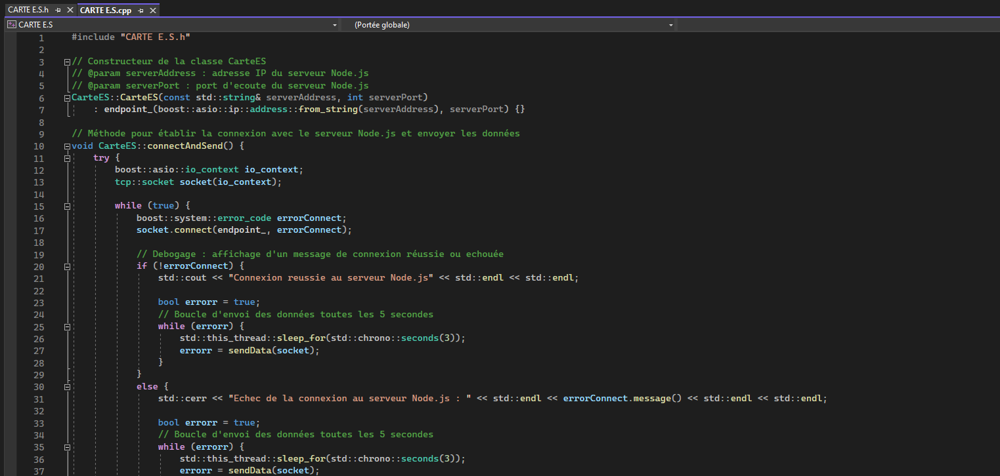 CARTE E.S.h CARTE E.S.cpp
CARTE E.S (Portée globale)
1 #include "CARTE E.S.h"
2
3 // Constructeur de la classe CarteES
4 // @param serverAddress : adresse IP du serveur Node.js
5 // @param serverPort : port d'ecoute du serveur Node.js
6 CarteES::CarteES(const std::string& serverAddress, int serverPort)
7 : endpoint_(boost::asio::ip::address::from_string(serverAddress), serverPort) {}
8
9 // Méthode pour établir la connexion avec le serveur Node.js et envoyer les données
10 void CarteES::connectAndSend() {
11 try {
12 boost::asio::io_context io_context;
13 tcp::socket socket(io_context);
14
15 while (true) {
16 boost::system::error_code errorConnect;
17 socket.connect(endpoint_, errorConnect);
18
19 // Debogage : affichage d'un message de connexion réussie ou echouée
20 if (!errorConnect) {
21 std::cout << "Connexion reussie au serveur Node.js" << std::endl << std::endl;
22
23 bool errorr = true;
24 // Boucle d'envoi des données toutes les 5 secondes
25 while (errorr) {
26 std::this_thread::sleep_for(std::chrono::seconds(3));
27 errorr = sendData(socket);
28 }
29 }
30 else {
31 std::cerr << "Echec de la connexion au serveur Node.js : " << std::endl << errorConnect.message() << std::endl << std::endl;
32
33 bool errorr = true;
34 // Boucle d'envoi des données toutes les 5 secondes
35 while (errorr) {
36 std::this_thread::sleep_for(std::chrono::seconds(3));
37 errorr = sendData(socket);